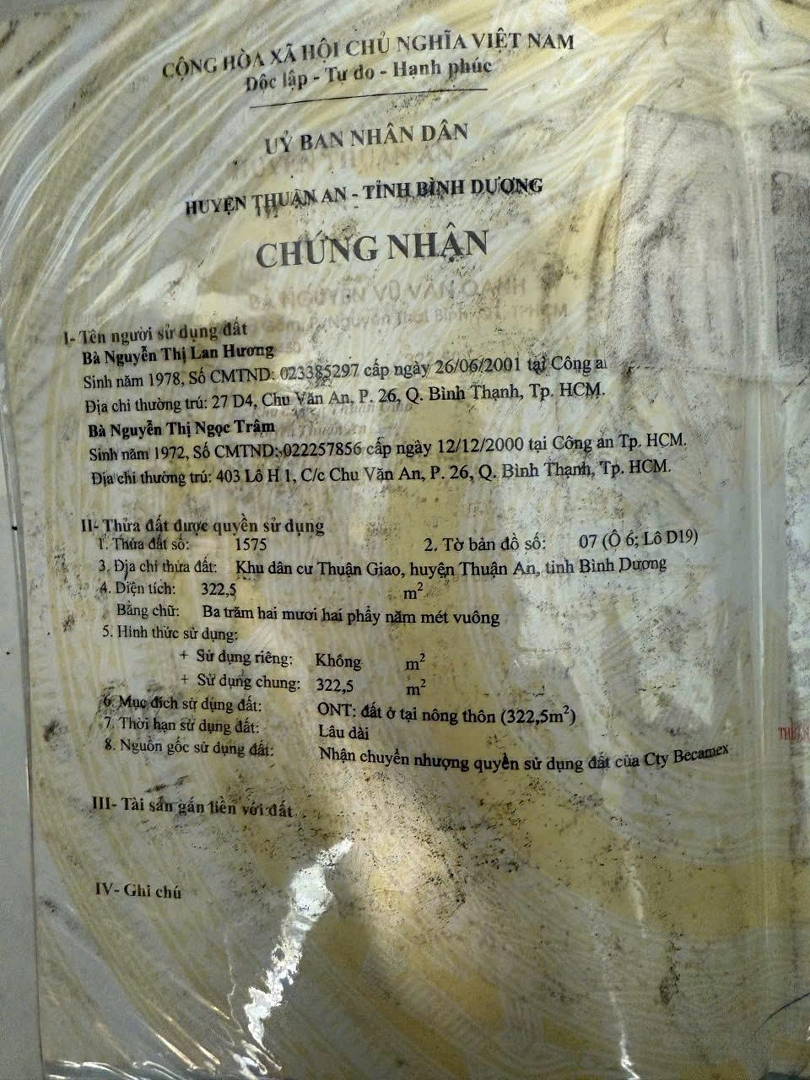 CỘNG HÒA XÃ HỘI CHỦ NGHĨA VIỆT NAM
Độc lập - Tự do - Hạnh phúc
UỶ BAN NHÂN DÂN
HUYỆN THUẬN AN - TỈNH BÌNH DƯƠNG
CHỨNG NHẬN
I- Tên người sử dụng đất
Bà Nguyễn Thị Lan Hương
Sinh năm 1978, Số CMTND: 023385297 cấp ngày 26/06/2001 tại Công a
Địa chỉ thường trú: 27 D4, Chu Văn An, P. 26, Q. Bình Thạnh, Tp. HCM.
Bà Nguyễn Thị Ngọc Trâm
Sinh năm 1972, Số CMTND: 022257856 cấp ngày 12/12/2000 tại Công an Tp. HCM.
Địa chỉ thường trú: 403 Lô H 1, C/c Chu Văn An, P. 26, Q. Bình Thạnh, Tp. HCM.
II- Thửa đất được quyền sử dụng
1. Thửa đất số: 1575 2. Tờ bản đồ số: 07 (Ô 6; Lô D19)
3. Địa chỉ thửa đất: Khu dân cư Thuận Giao, huyện Thuận An, tỉnh Bình Dương
4. Diện tích: 322,5 m²
Bằng chữ: Ba trăm hai mươi hai phẩy năm mét vuông
5. Hình thức sử dụng:
+ Sử dụng riêng: Không m²
+ Sử dụng chung: 322,5 m²
6. Mục đích sử dụng đất: ONT: đất ở tại nông thôn (322,5m²)
7. Thời hạn sử dụng đất: Lâu dài
8. Nguồn gốc sử dụng đất: Nhận chuyển nhượng quyền sử dụng đất của Cty Becamex
III- Tài sản gắn liền với đất
IV- Ghi chú